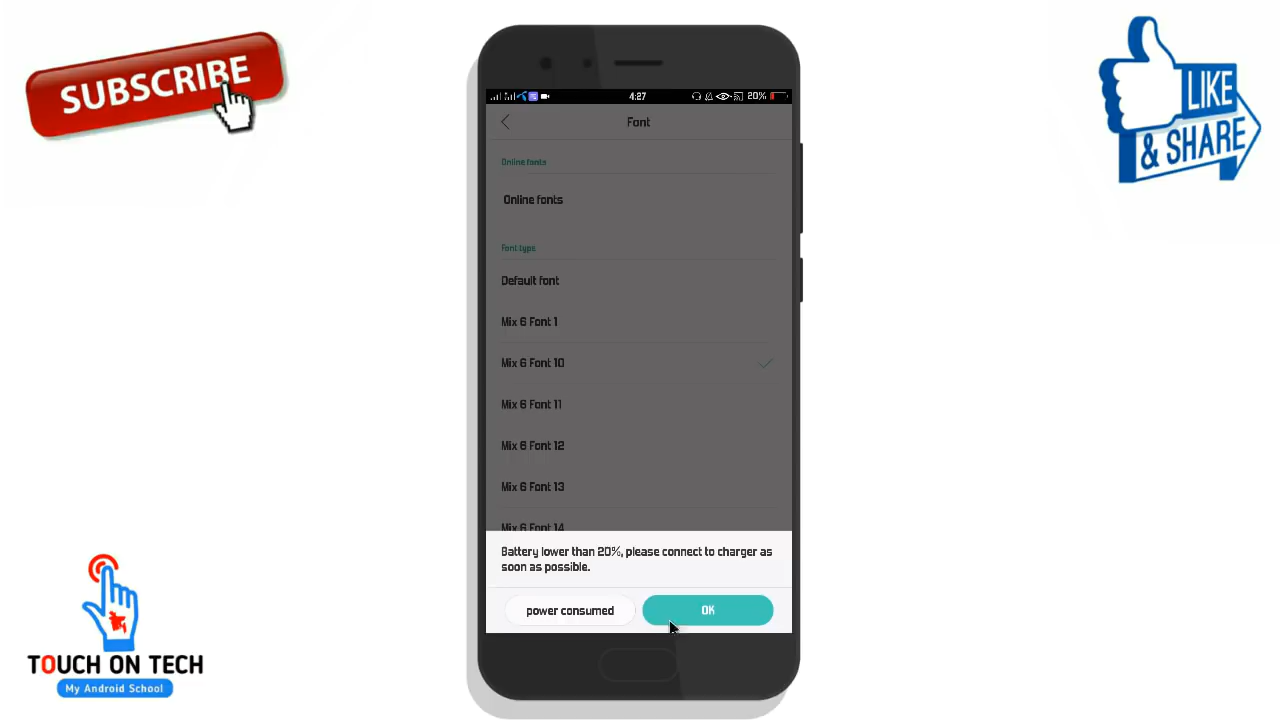 SUBSCRIBE
LIKE
& SHARE
4:27
20%
Font
Online fonts
Online fonts
Font type
Default font
Mix 6 Font 1
Mix 6 Font 10
Mix 6 Font 11
Mix 6 Font 12
Mix 6 Font 13
Mix 6 Font 14
Battery lower than 20%, please connect to charger as
soon as possible.
power consumed
OK
TOUCH ON TECH
My Android School